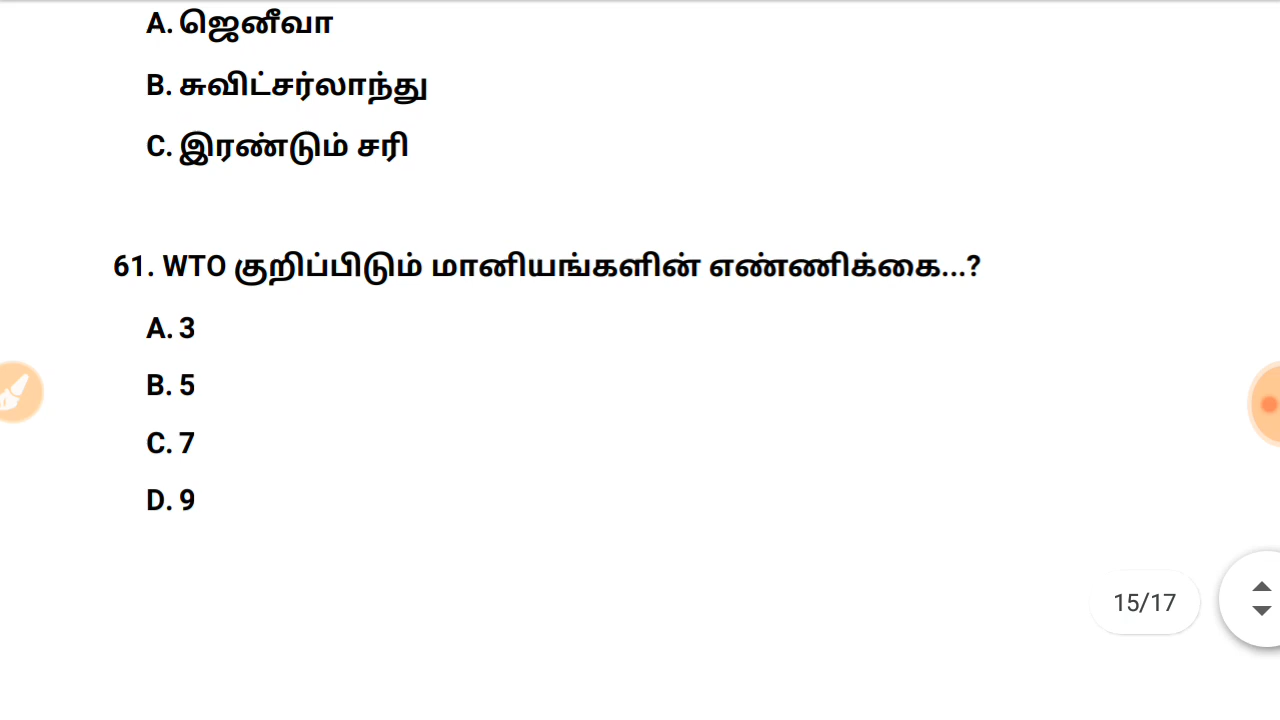 A. ஜெனீவா
B. சுவிட்சர்லாந்து
C. இரண்டும் சரி
61. WTO குறிப்பிடும் மானியங்களின் எண்ணிக்கை...?
A. 3
B. 5
C. 7
D. 9
15/17